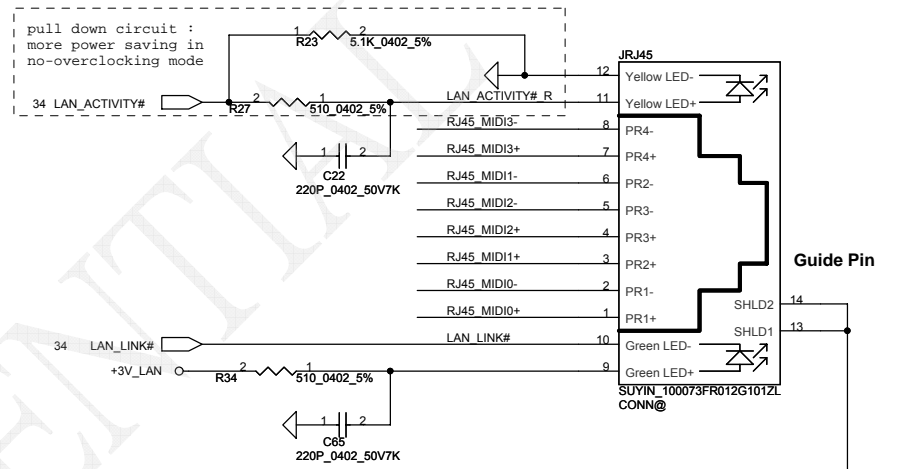 pull down circuit :
more power saving in
no-overclocking mode
1 R23 2 5.1K_0402_5%
34 LAN_ACTIVITY#
2 R27 1 510_0402_5%
LAN_ACTIVITY#_R
1 2
C22
220P_0402_50V7K
JRJ45
12 Yellow LED-
11 Yellow LED+
RJ45_MIDI3- 8 PR4-
RJ45_MIDI3+ 7 PR4+
RJ45_MIDI1- 6 PR2-
RJ45_MIDI2- 5 PR3-
RJ45_MIDI2+ 4 PR3+
RJ45_MIDI1+ 3 PR2+
RJ45_MIDI0- 2 PR1-
RJ45_MIDI0+ 1 PR1+
Guide Pin
SHLD2 14
SHLD1 13
34 LAN_LINK# LAN_LINK# 10 Green LED-
+3V_LAN R34 2 1 510_0402_5% 9 Green LED+
1 2
C65
220P_0402_50V7K
SUYIN_100073FR012G101ZL
CONN@
ENTIAL